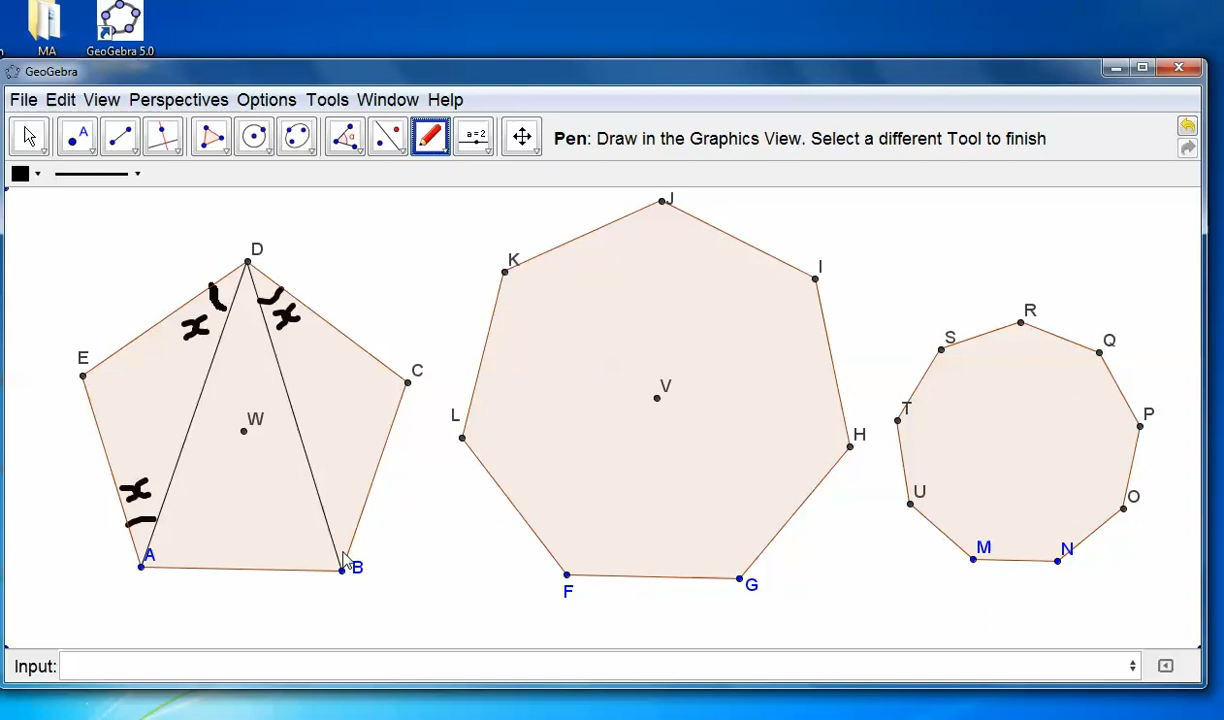 MA
GeoGebra 5.0
GeoGebra
File Edit View Perspectives Options Tools Window Help
A
α
a=2
Pen: Draw in the Graphics View. Select a different Tool to finish
J
D
K
I
R
S
Q
E
C
V
T
P
L
W
H
U
O
x
x
x
A
B
M
N
F
G
Input: